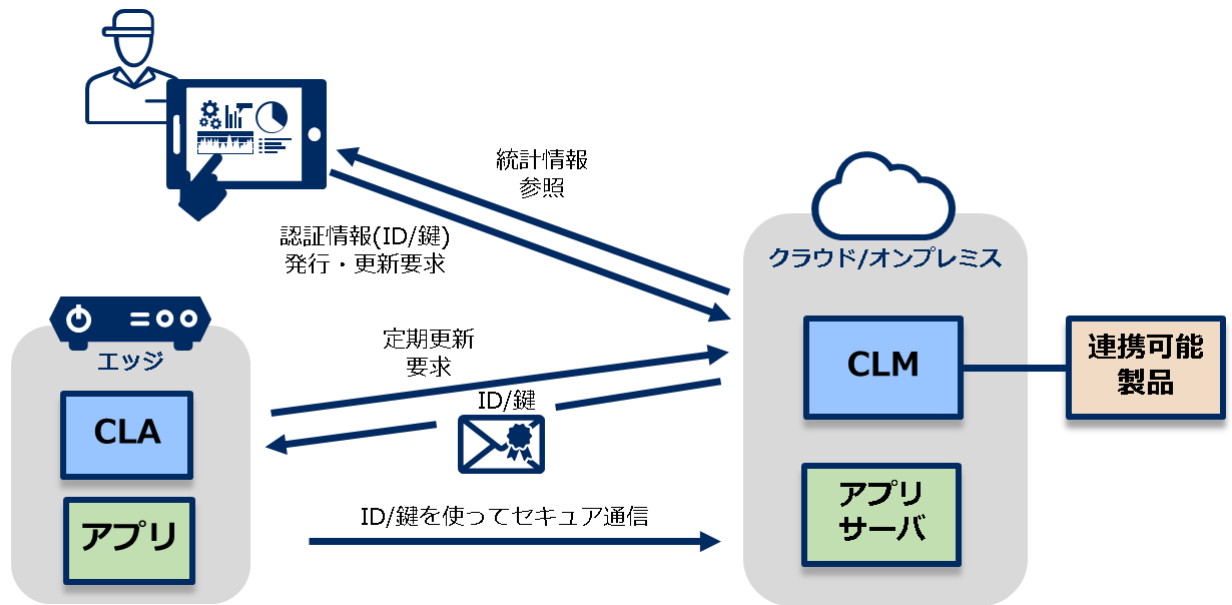 統計情報
参照
認証情報(ID/鍵)
発行・更新要求
クラウド/オンプレミス
エッジ
定期更新
要求
CLM
連携可能
製品
ID/鍵
CLA
アプリ
サーバ
アプリ
ID/鍵を使ってセキュア通信